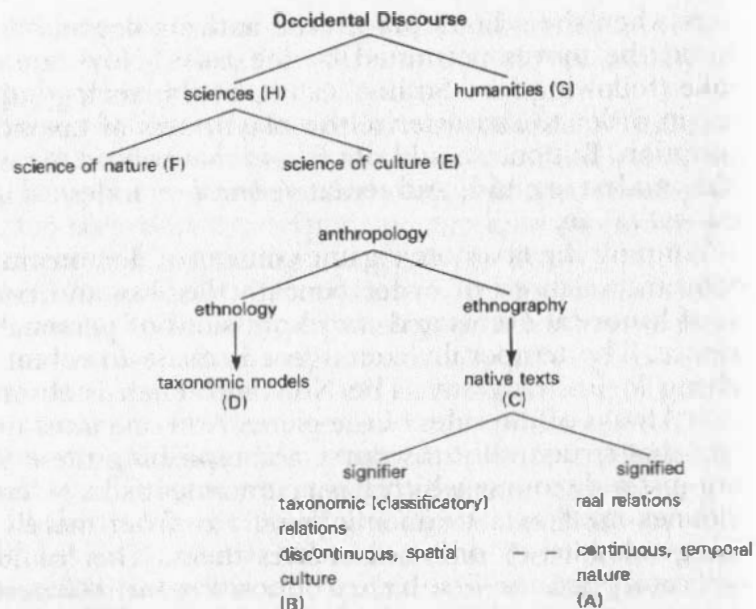 Occidental Discourse
sciences (H) humanities (G)
science of nature (F) science of culture (E)
anthropology
ethnology ethnography
taxonomic models native texts
(D) (C)
signifier signified
taxonomic [classificatory] real relations
relations
discontinuous, spatial continuous, temporal
culture nature
(B) (A)